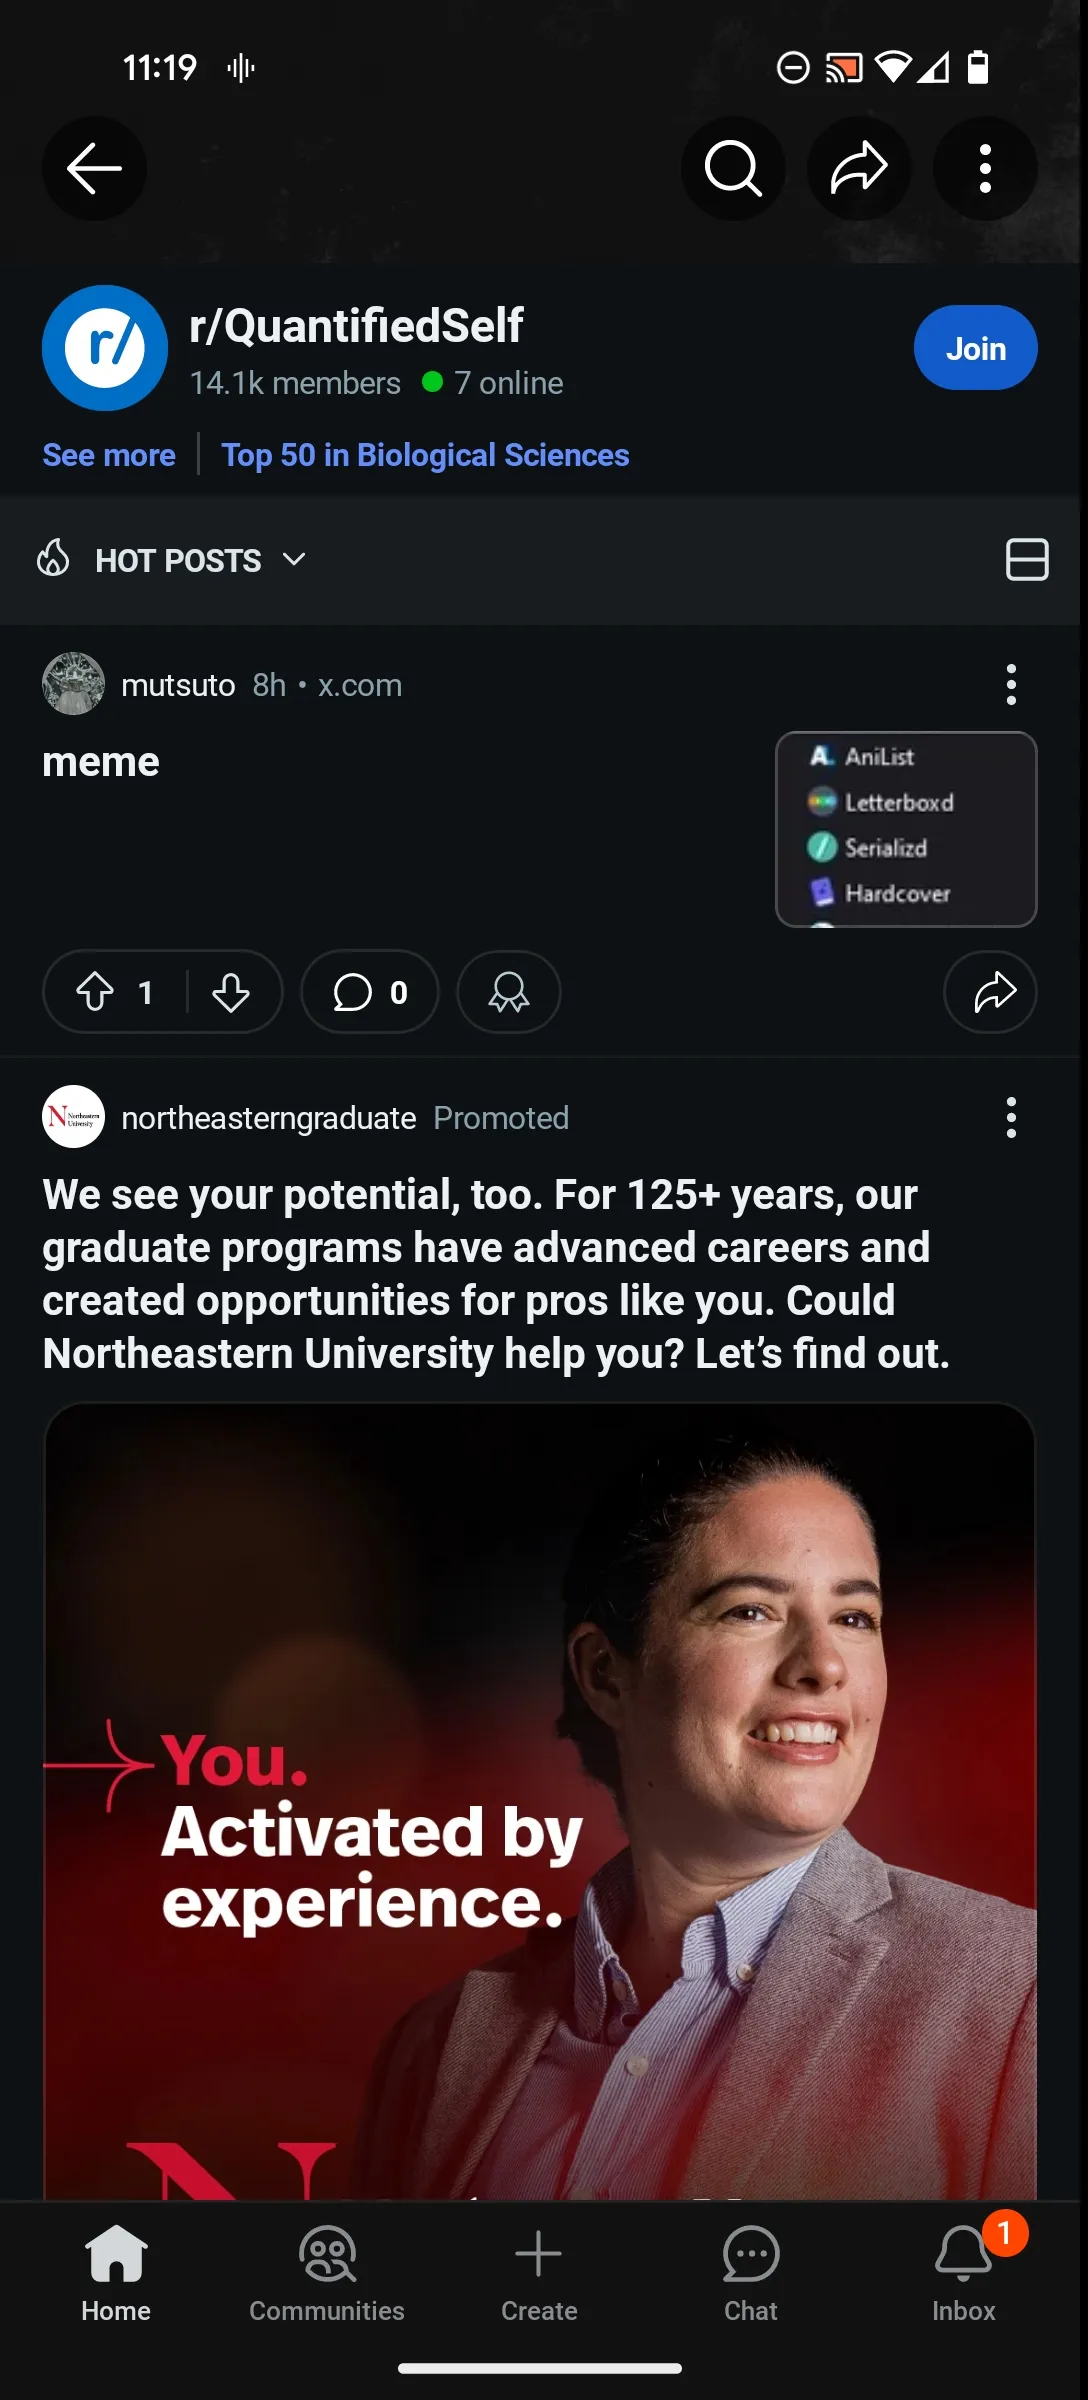 11:19
r/QuantifiedSelf
Join
14.1k members 7 online
See more Top 50 in Biological Sciences
HOT POSTS
mutsuto 8h • x.com
meme
AniList
Letterboxd
Serializd
Hardcover
1 0
northeasterngraduate Promoted
We see your potential, too. For 125+ years, our
graduate programs have advanced careers and
created opportunities for pros like you. Could
Northeastern University help you? Let’s find out.
You.
Activated by
experience.
N
1
Home Communities Create Chat Inbox